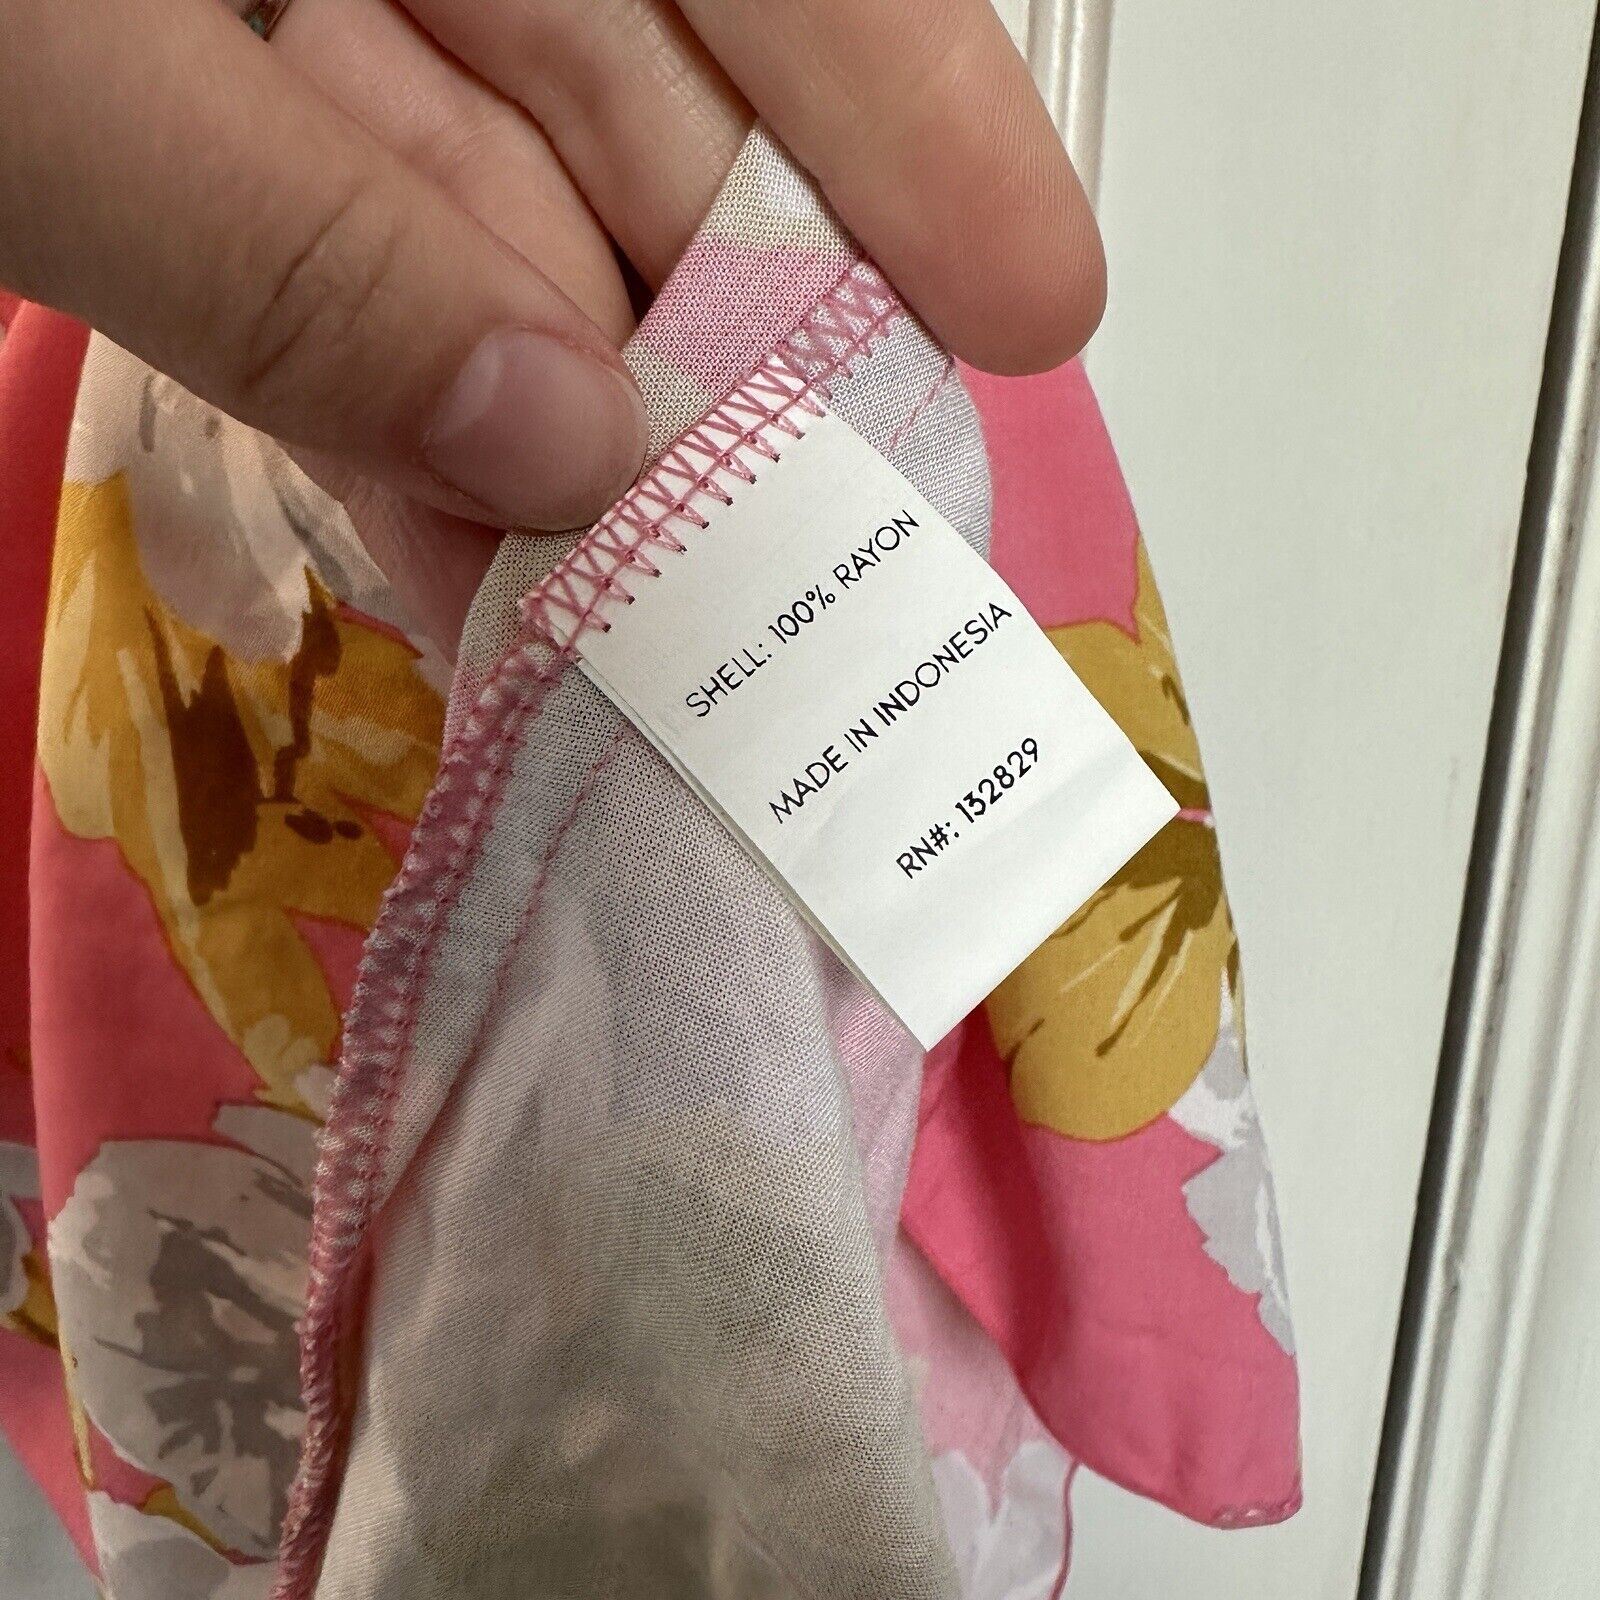 SHELL: 100% RAYON
MADE IN INDONESIA
RN#: 132829